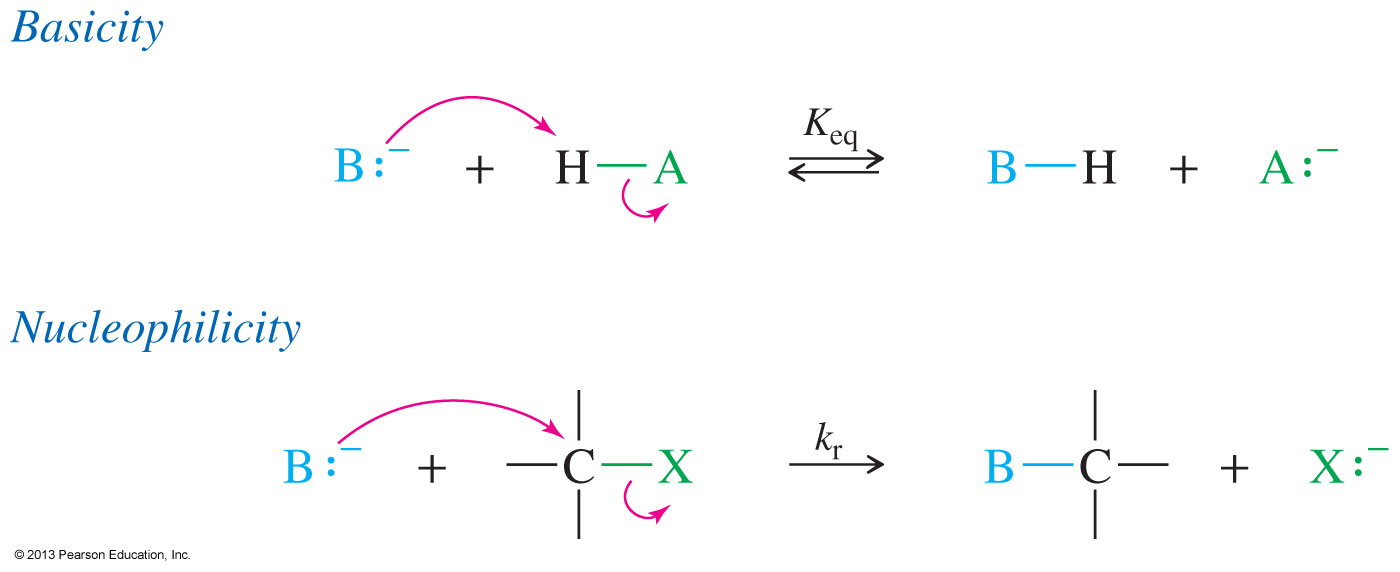 Basicity
K_eq
B:⁻ + H—A ⇌ B—H + A:⁻
Nucleophilicity
k_r
B:⁻ + —C—X → B—C— + X:⁻
© 2013 Pearson Education, Inc.